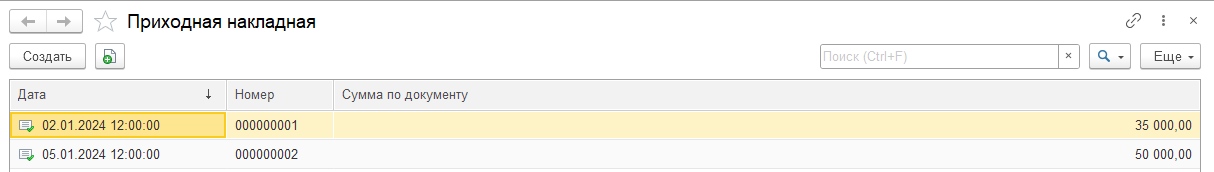 Приходная накладная
Создать Поиск (Ctrl+F) Еще
Дата Номер Сумма по документу
02.01.2024 12:00:00 000000001 35 000,00
05.01.2024 12:00:00 000000002 50 000,00